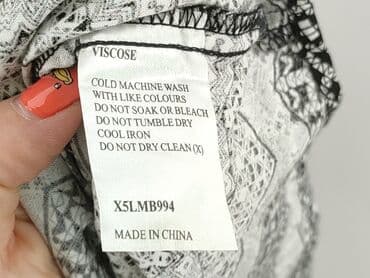 VISCOSE
COLD MACHINE WASH
WITH LIKE COLOURS
DO NOT SOAK OR BLEACH
DO NOT TUMBLE DRY
COOL IRON
DO NOT DRY CLEAN (X)
X5LMB994
MADE IN CHINA